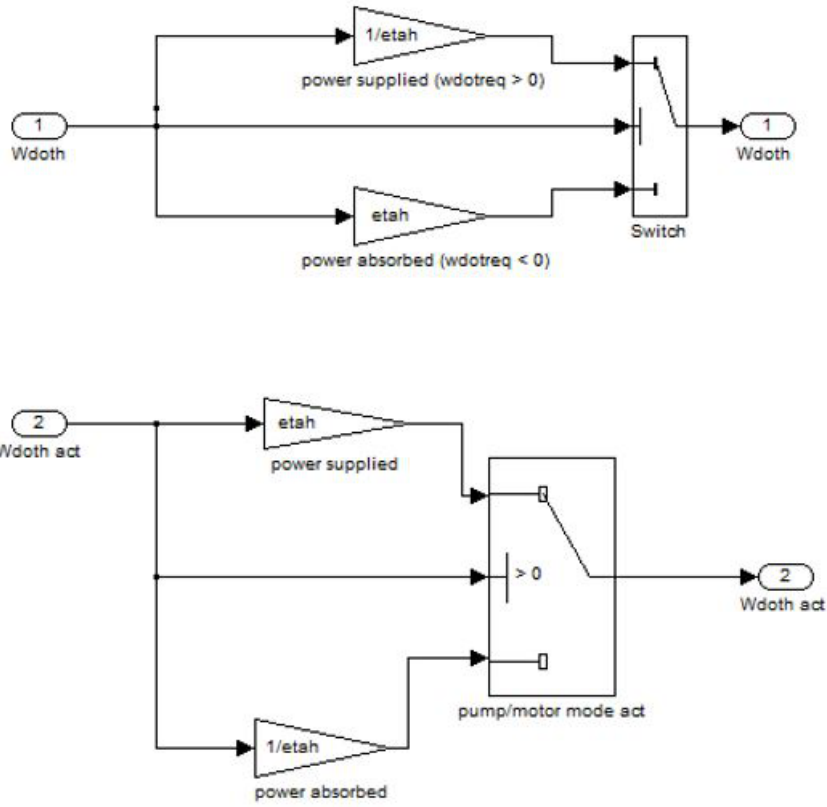 1/etah
power supplied (wdotreq > 0)
1
Wdoth
1
Wdoth
etah
Switch
power absorbed (wdotreq < 0)
2
Wdoth act
etah
power supplied
> 0
2
Wdoth act
pump/motor mode act
1/etah
power absorbed